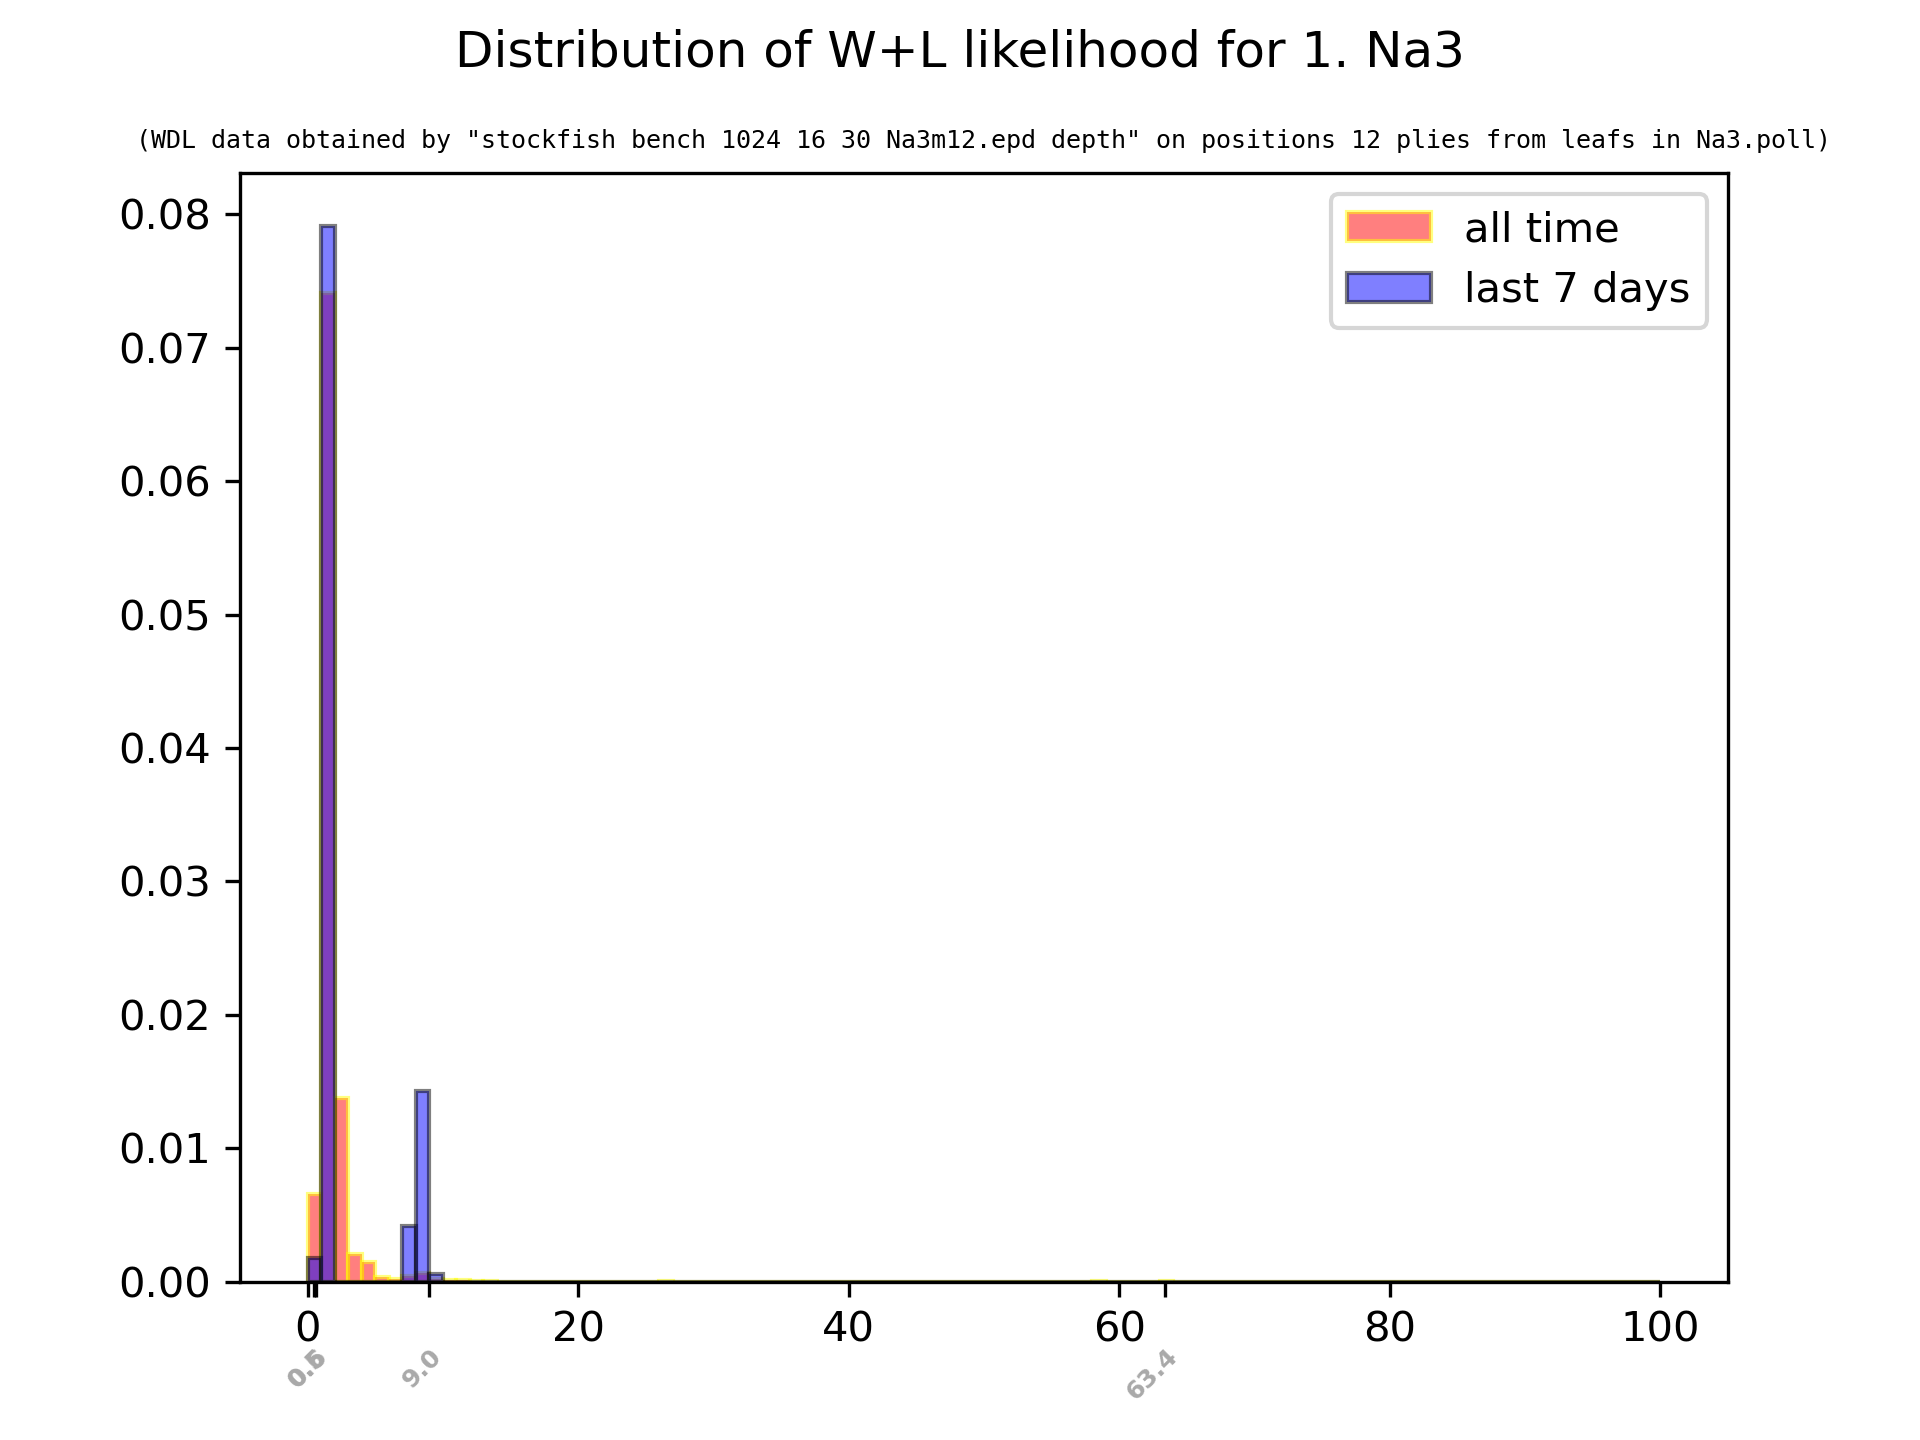 Distribution of W+L likelihood for 1. Na3
(WDL data obtained by "stockfish bench 1024 16 30 Na3m12.epd depth" on positions 12 plies from leafs in Na3.poll)
all time
last 7 days
0.08
0.07
0.06
0.05
0.04
0.03
0.02
0.01
0.00
0 20 40 60 80 100
9.0 63.4